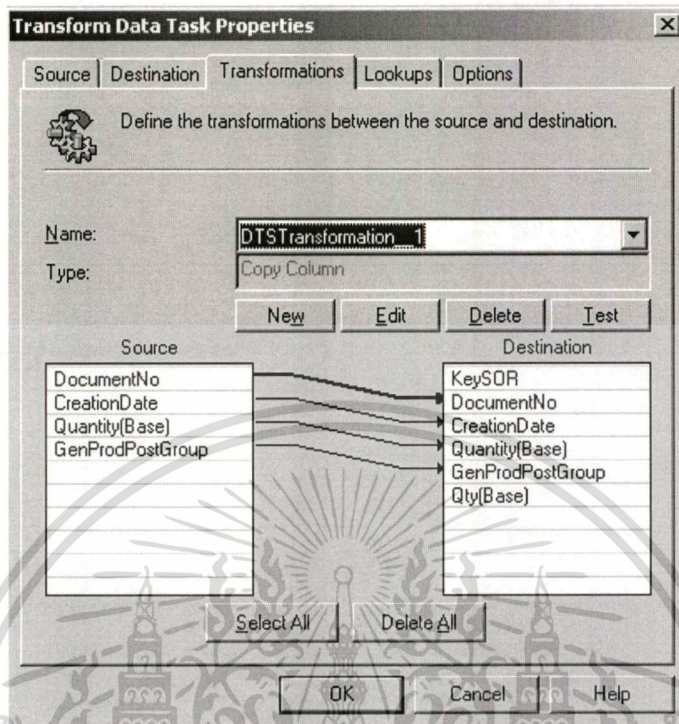 Transform Data Task Properties
Source Destination Transformations Lookups Options
Define the transformations between the source and destination.
Name: DTSTransformation__1
Type: Copy Column
New Edit Delete Test
Source Destination
DocumentNo
CreationDate
Quantity(Base)
GenProdPostGroup
KeySOR
DocumentNo
CreationDate
Quantity(Base)
GenProdPostGroup
Qty(Base)
Select All Delete All
OK Cancel Help